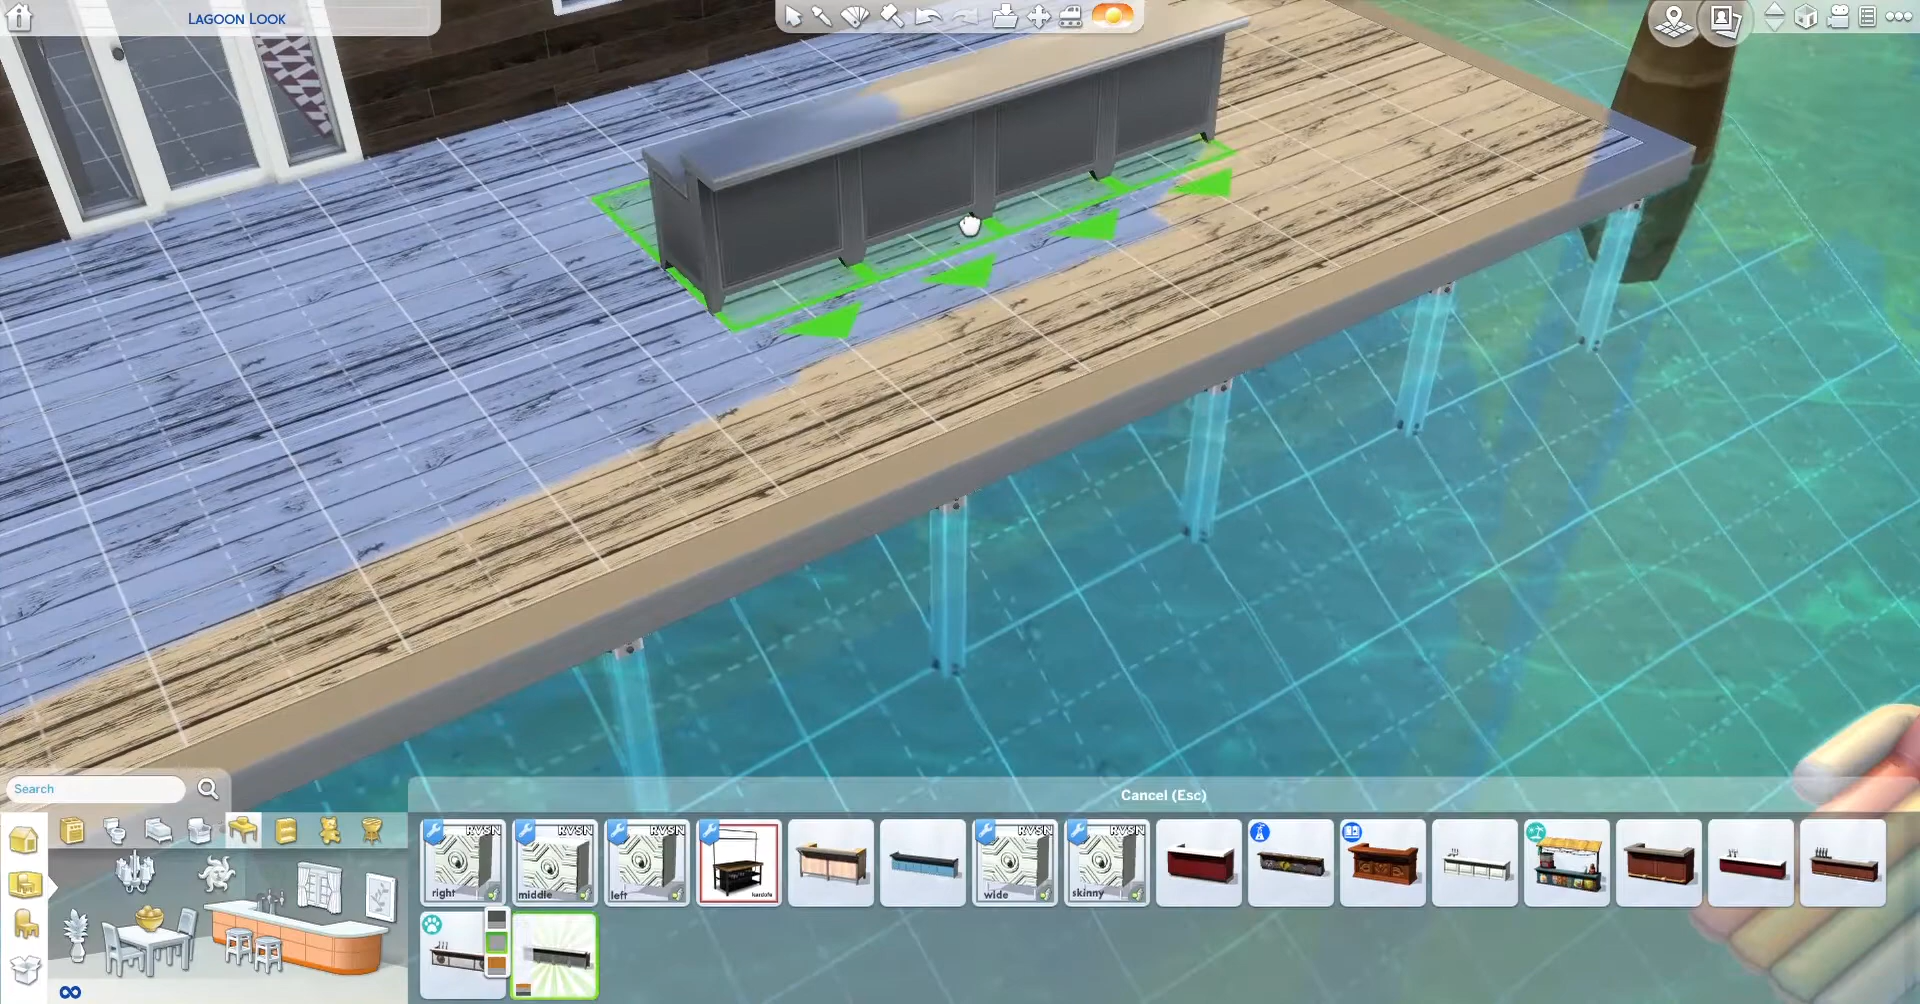 LAGOON LOOK
Search
Cancel (Esc)
RVSN
right
RVSN
middle
RVSN
left
RVSN
wide
RVSN
skinny